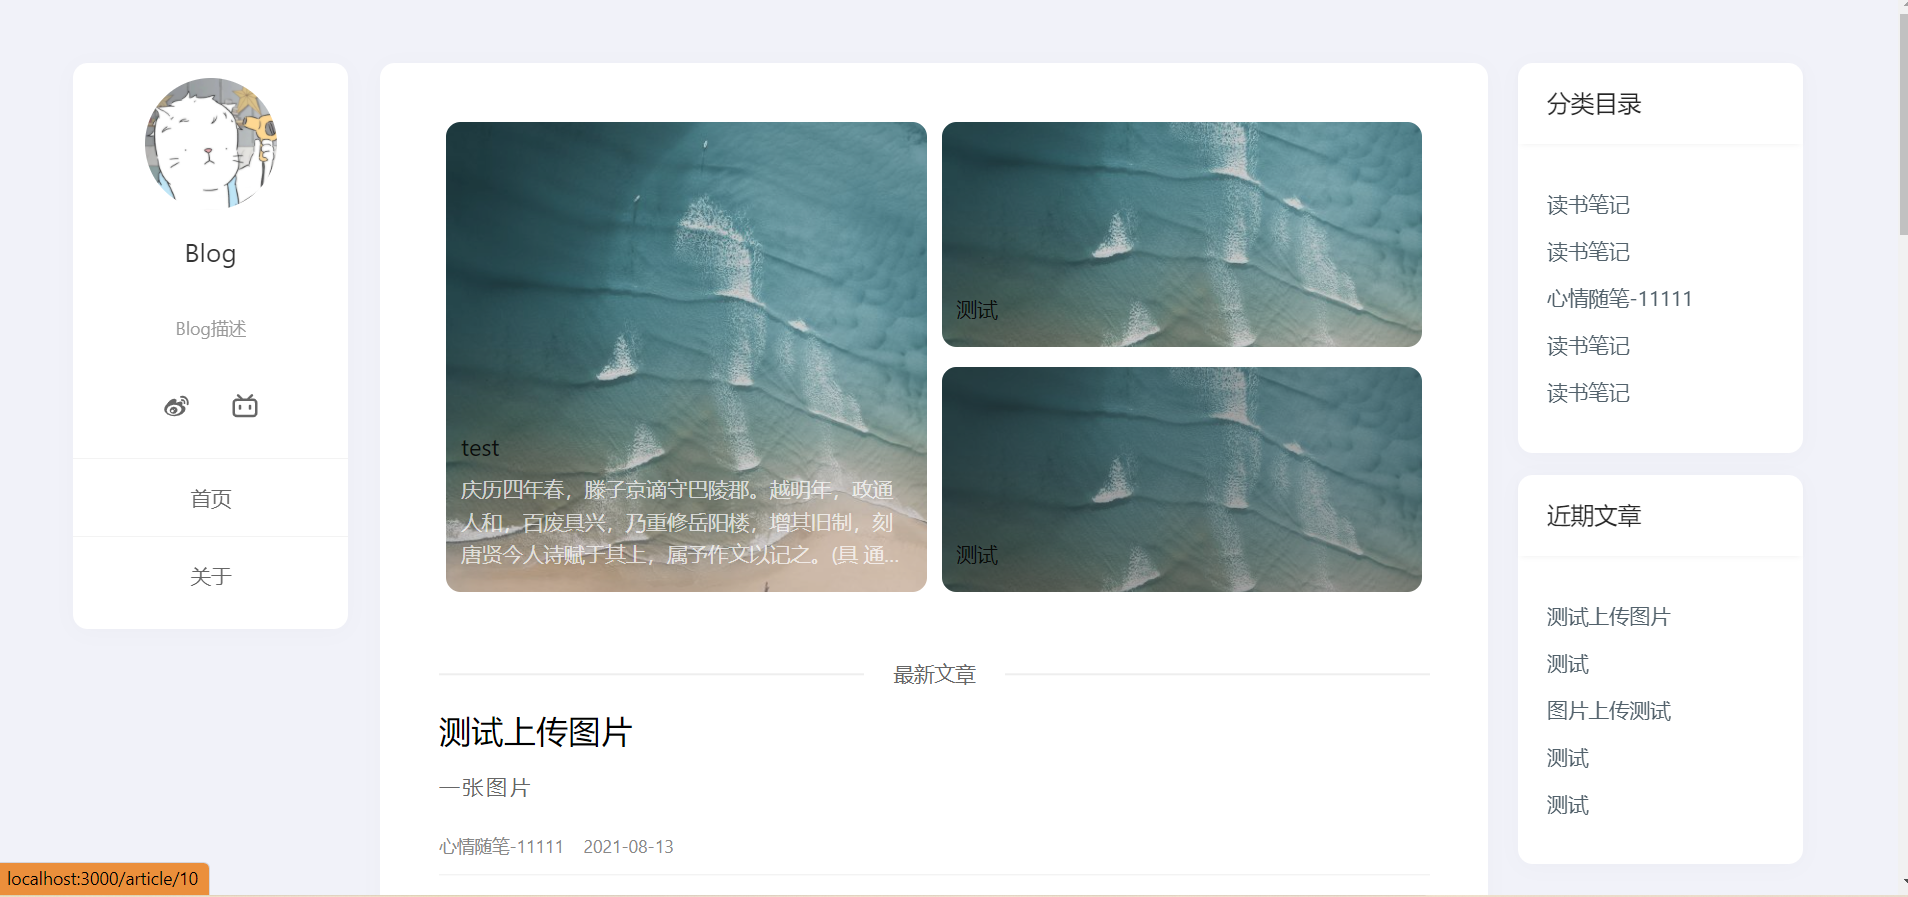 Blog
Blog描述
首页
关于
test
庆历四年春，滕子京谪守巴陵郡。越明年，政通
人和，百废具兴，乃重修岳阳楼，增其旧制，刻
唐贤今人诗赋于其上，属予作文以记之。(具 通...
测试
测试
最新文章
测试上传图片
一张图片
心情随笔-11111 2021-08-13
分类目录
读书笔记
读书笔记
心情随笔-11111
读书笔记
读书笔记
近期文章
测试上传图片
测试
图片上传测试
测试
测试
localhost:3000/article/10